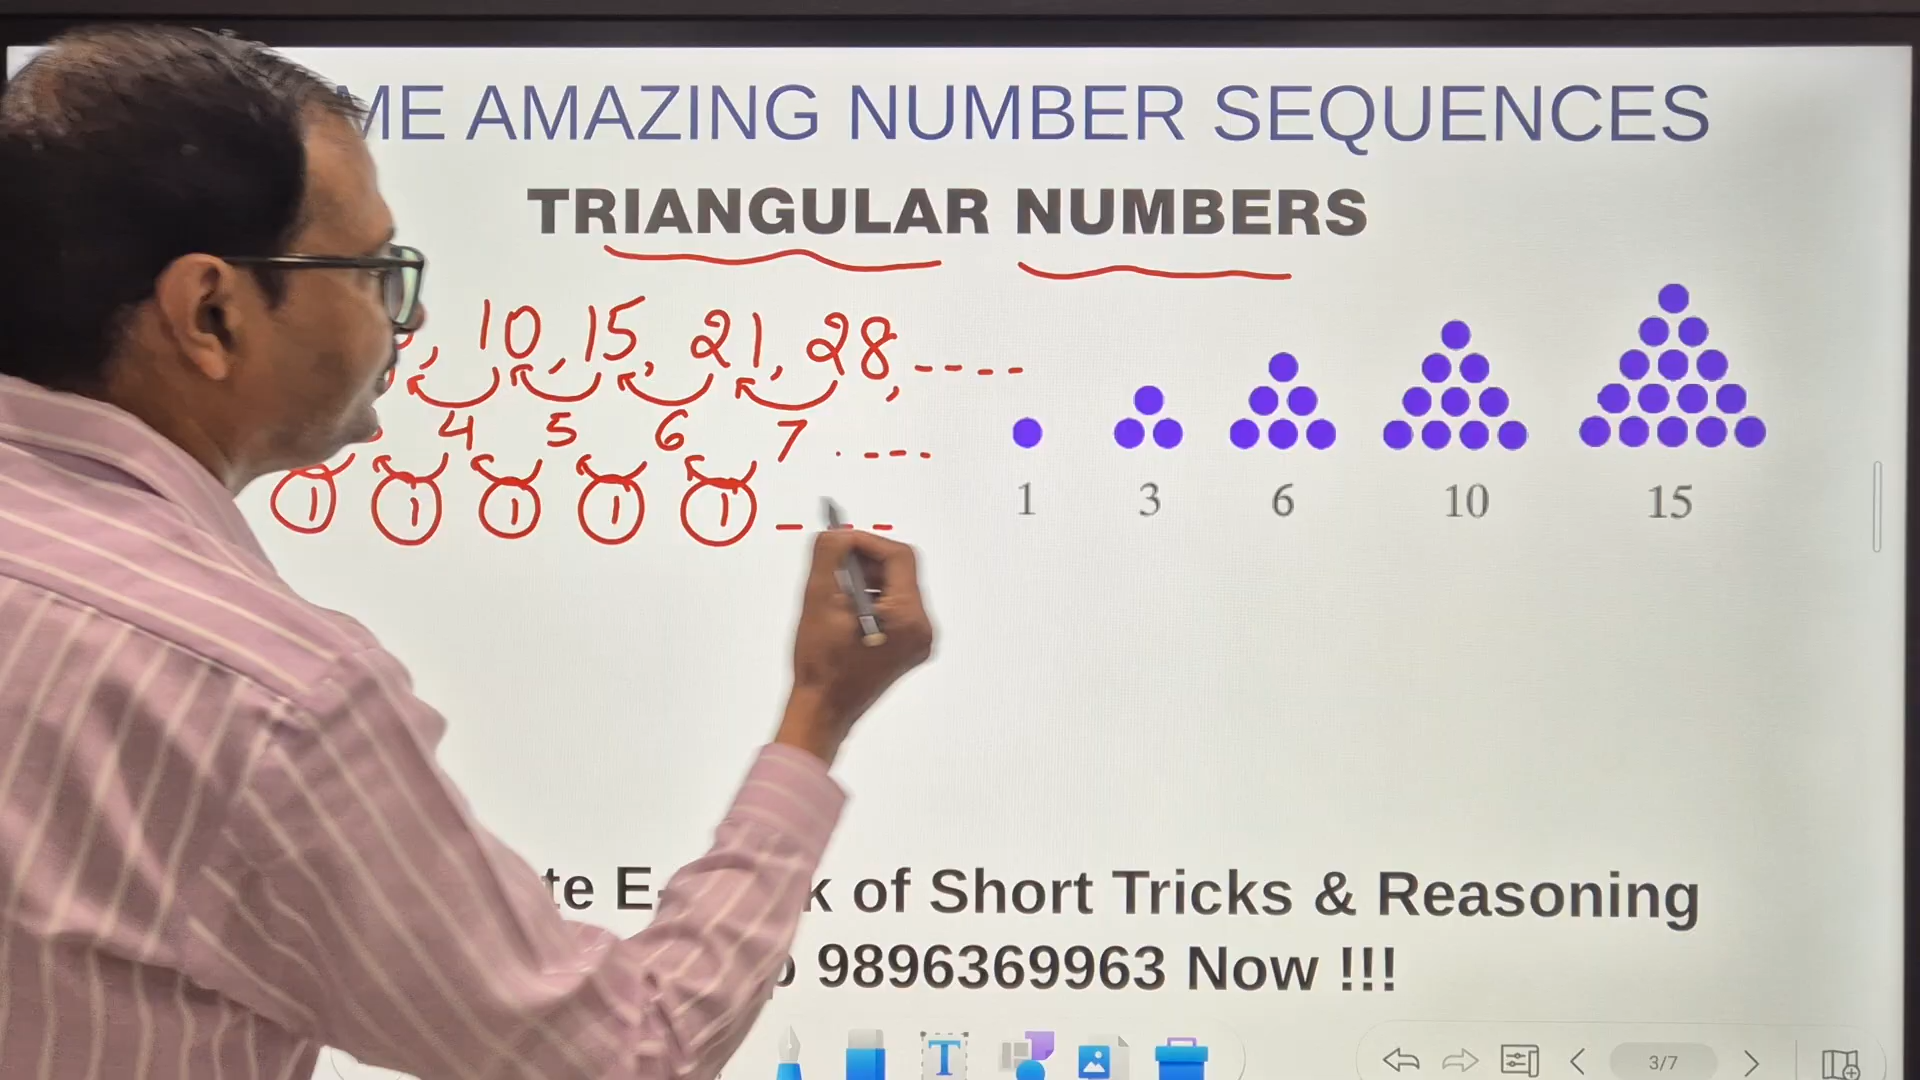 ME AMAZING NUMBER SEQUENCES
TRIANGULAR NUMBERS
, 10, 15, 21, 28, ----
4 5 6 7 ----
1 1 1 1 1 ---
1 3 6 10 15
te E- k of Short Tricks & Reasoning
9896369963 Now !!!
T
3/7